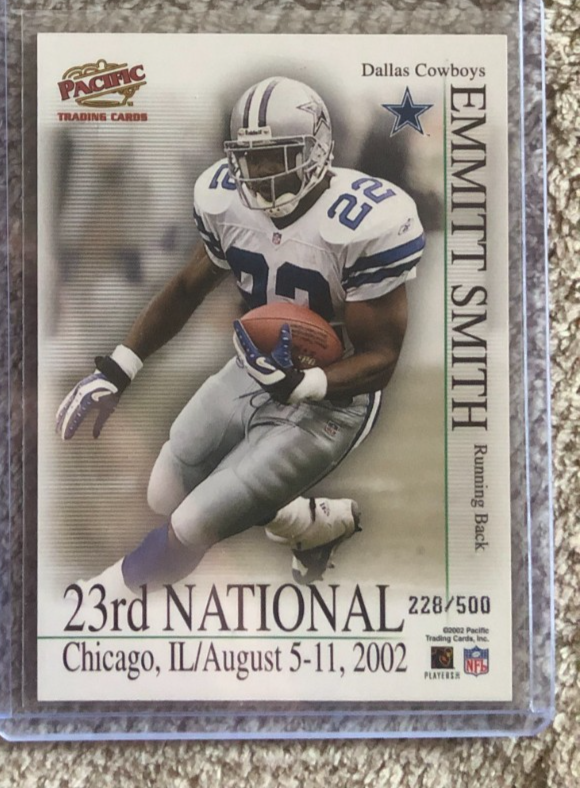 PACIFIC
TRADING CARDS
Dallas Cowboys
EMMITT SMITH
Running Back
22
22
22
23rd NATIONAL
228/500
Chicago, IL/August 5-11, 2002
©2002 Pacific
Trading Cards, Inc.
PLAYERS
NFL